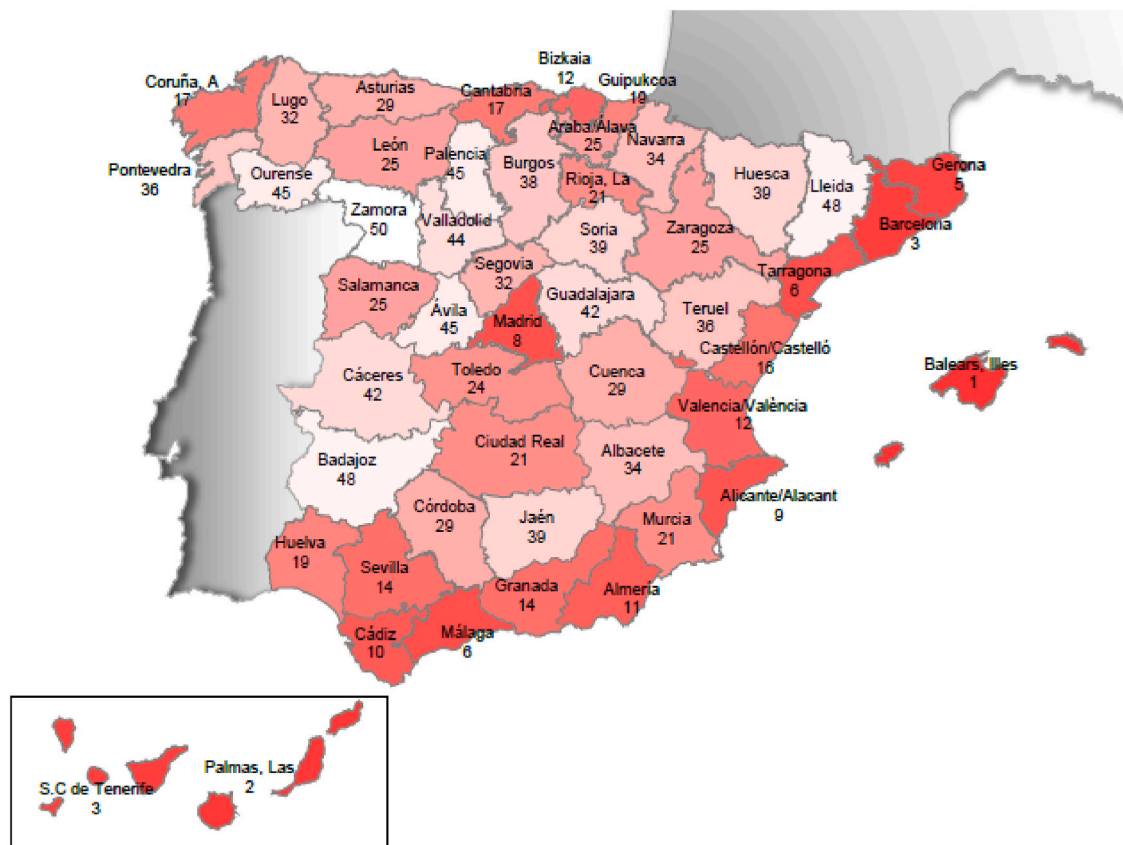 Bizkaia
12
Guipukcoa
19
Coruña, A
17
Lugo
32
Asturias
29
Cantabria
17
Araba/Álava
25
Navarra
34
León
25
Palencia
45
Burgos
38
Rioja, La
21
Huesca
39
Lleida
48
Gerona
5
Pontevedra
36
Ourense
45
Zamora
50
Valladolid
44
Soria
39
Zaragoza
25
Barcelona
3
Segovia
32
Tarragona
6
Salamanca
25
Ávila
45
Madrid
8
Guadalajara
42
Teruel
36
Castellón/Castelló
16
Balears, Illes
1
Cáceres
42
Toledo
24
Cuenca
29
Valencia/València
12
Ciudad Real
21
Albacete
34
Badajoz
48
Alicante/Alacant
9
Córdoba
29
Jaén
39
Murcia
21
Huelva
19
Sevilla
14
Granada
14
Almería
11
Cádiz
10
Málaga
6
S.C de Tenerife
3
Palmas, Las
2